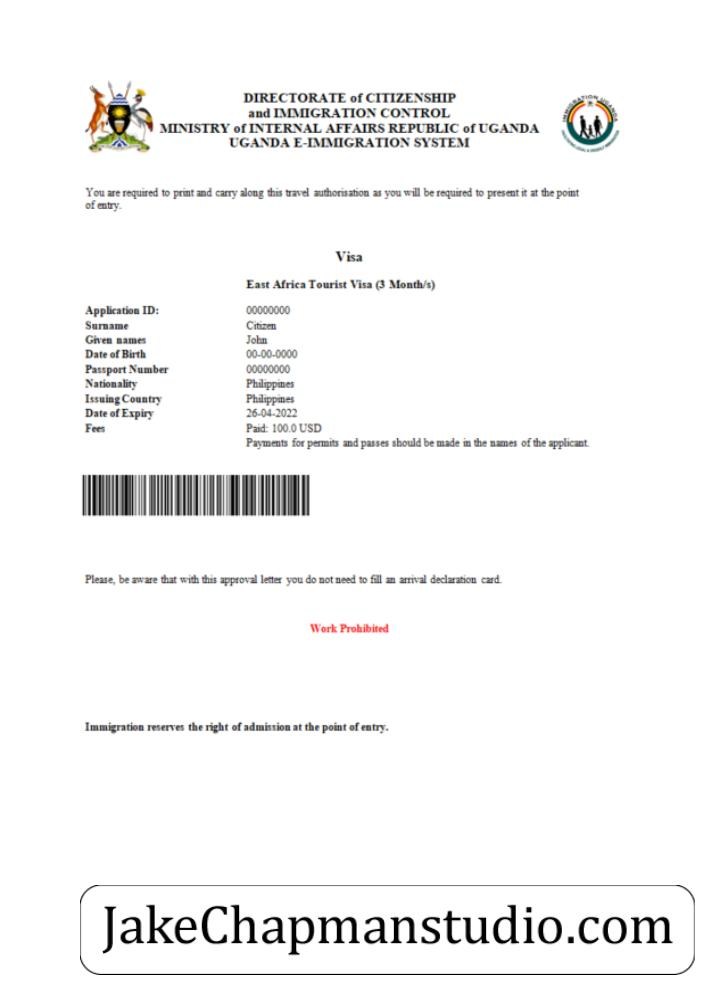 DIRECTORATE of CITIZENSHIP
and IMMIGRATION CONTROL
MINISTRY of INTERNAL AFFAIRS REPUBLIC of UGANDA
UGANDA E-IMMIGRATION SYSTEM
IMMIGRATION UGANDA
You are required to print and carry along this travel authorisation as you will be required to present it at the point
of entry.
Visa
East Africa Tourist Visa (3 Month/s)
Application ID: 00000000
Surname Citizen
Given names John
Date of Birth 00-00-0000
Passport Number 00000000
Nationality Philippines
Issuing Country Philippines
Date of Expiry 26-04-2022
Fees Paid: 100.0 USD
Payments for permits and passes should be made in the names of the applicant.
Please, be aware that with this approval letter you do not need to fill an arrival declaration card.
Work Prohibited
Immigration reserves the right of admission at the point of entry.
JakeChapmanstudio.com